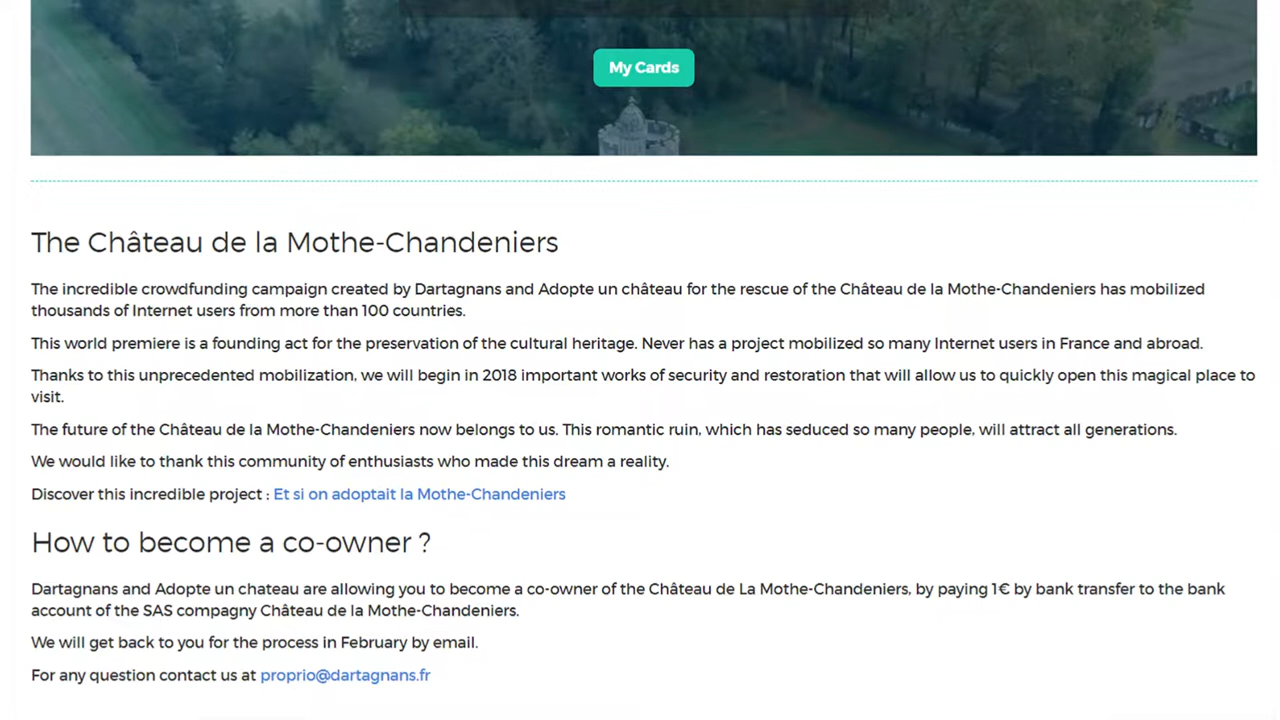 My Cards
The Château de la Mothe-Chandeniers
The incredible crowdfunding campaign created by Dartagnans and Adopte un château for the rescue of the Château de la Mothe-Chandeniers has mobilized
thousands of Internet users from more than 100 countries.
This world premiere is a founding act for the preservation of the cultural heritage. Never has a project mobilized so many Internet users in France and abroad.
Thanks to this unprecedented mobilization, we will begin in 2018 important works of security and restoration that will allow us to quickly open this magical place to
visit.
The future of the Château de la Mothe-Chandeniers now belongs to us. This romantic ruin, which has seduced so many people, will attract all generations.
We would like to thank this community of enthusiasts who made this dream a reality.
Discover this incredible project : Et si on adoptait la Mothe-Chandeniers
How to become a co-owner ?
Dartagnans and Adopte un chateau are allowing you to become a co-owner of the Château de La Mothe-Chandeniers, by paying 1€ by bank transfer to the bank
account of the SAS compagny Château de la Mothe-Chandeniers.
We will get back to you for the process in February by email.
For any question contact us at proprio@dartagnans.fr